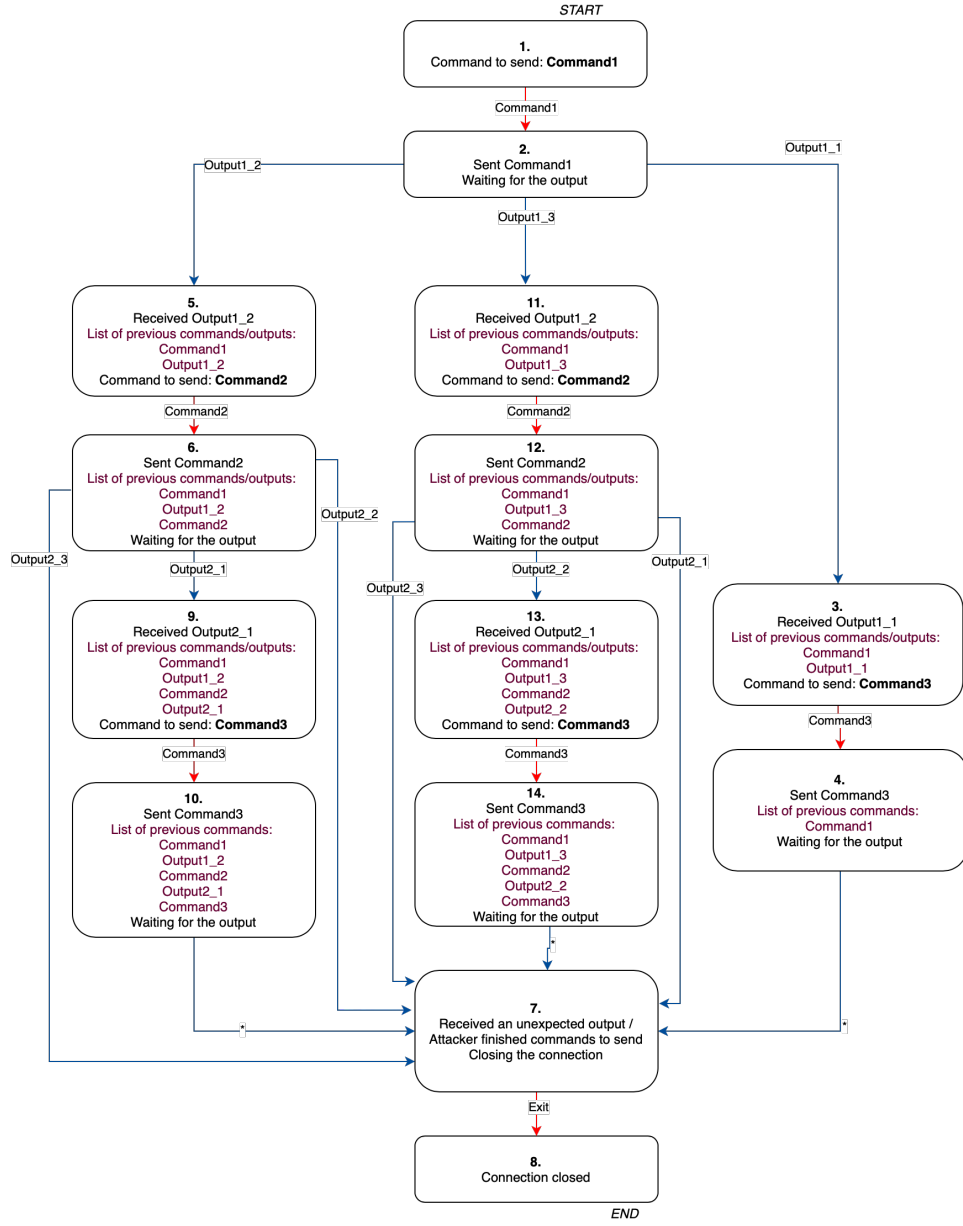 START
1.
Command to send: Command1
Command1
2.
Sent Command1
Waiting for the output
Output1_2
Output1_3
Output1_1
5.
Received Output1_2
List of previous commands/outputs:
Command1
Output1_2
Command to send: Command2
11.
Received Output1_2
List of previous commands/outputs:
Command1
Output1_3
Command to send: Command2
Command2
Command2
6.
Sent Command2
List of previous commands/outputs:
Command1
Output1_2
Command2
Waiting for the output
12.
Sent Command2
List of previous commands/outputs:
Command1
Output1_3
Command2
Waiting for the output
Output2_3
Output2_1
Output2_2
Output2_3
Output2_2
Output2_1
9.
Received Output2_1
List of previous commands/outputs:
Command1
Output1_2
Command2
Output2_1
Command to send: Command3
13.
Received Output2_1
List of previous commands/outputs:
Command1
Output1_3
Command2
Output2_2
Command to send: Command3
3.
Received Output1_1
List of previous commands/outputs:
Command1
Output1_1
Command to send: Command3
Command3
Command3
Command3
10.
Sent Command3
List of previous commands:
Command1
Output1_2
Command2
Output2_1
Command3
Waiting for the output
14.
Sent Command3
List of previous commands:
Command1
Output1_3
Command2
Output2_2
Command3
Waiting for the output
4.
Sent Command3
List of previous commands:
Command1
Waiting for the output
*
*
*
7.
Received an unexpected output /
Attacker finished commands to send
Closing the connection
Exit
8.
Connection closed
END